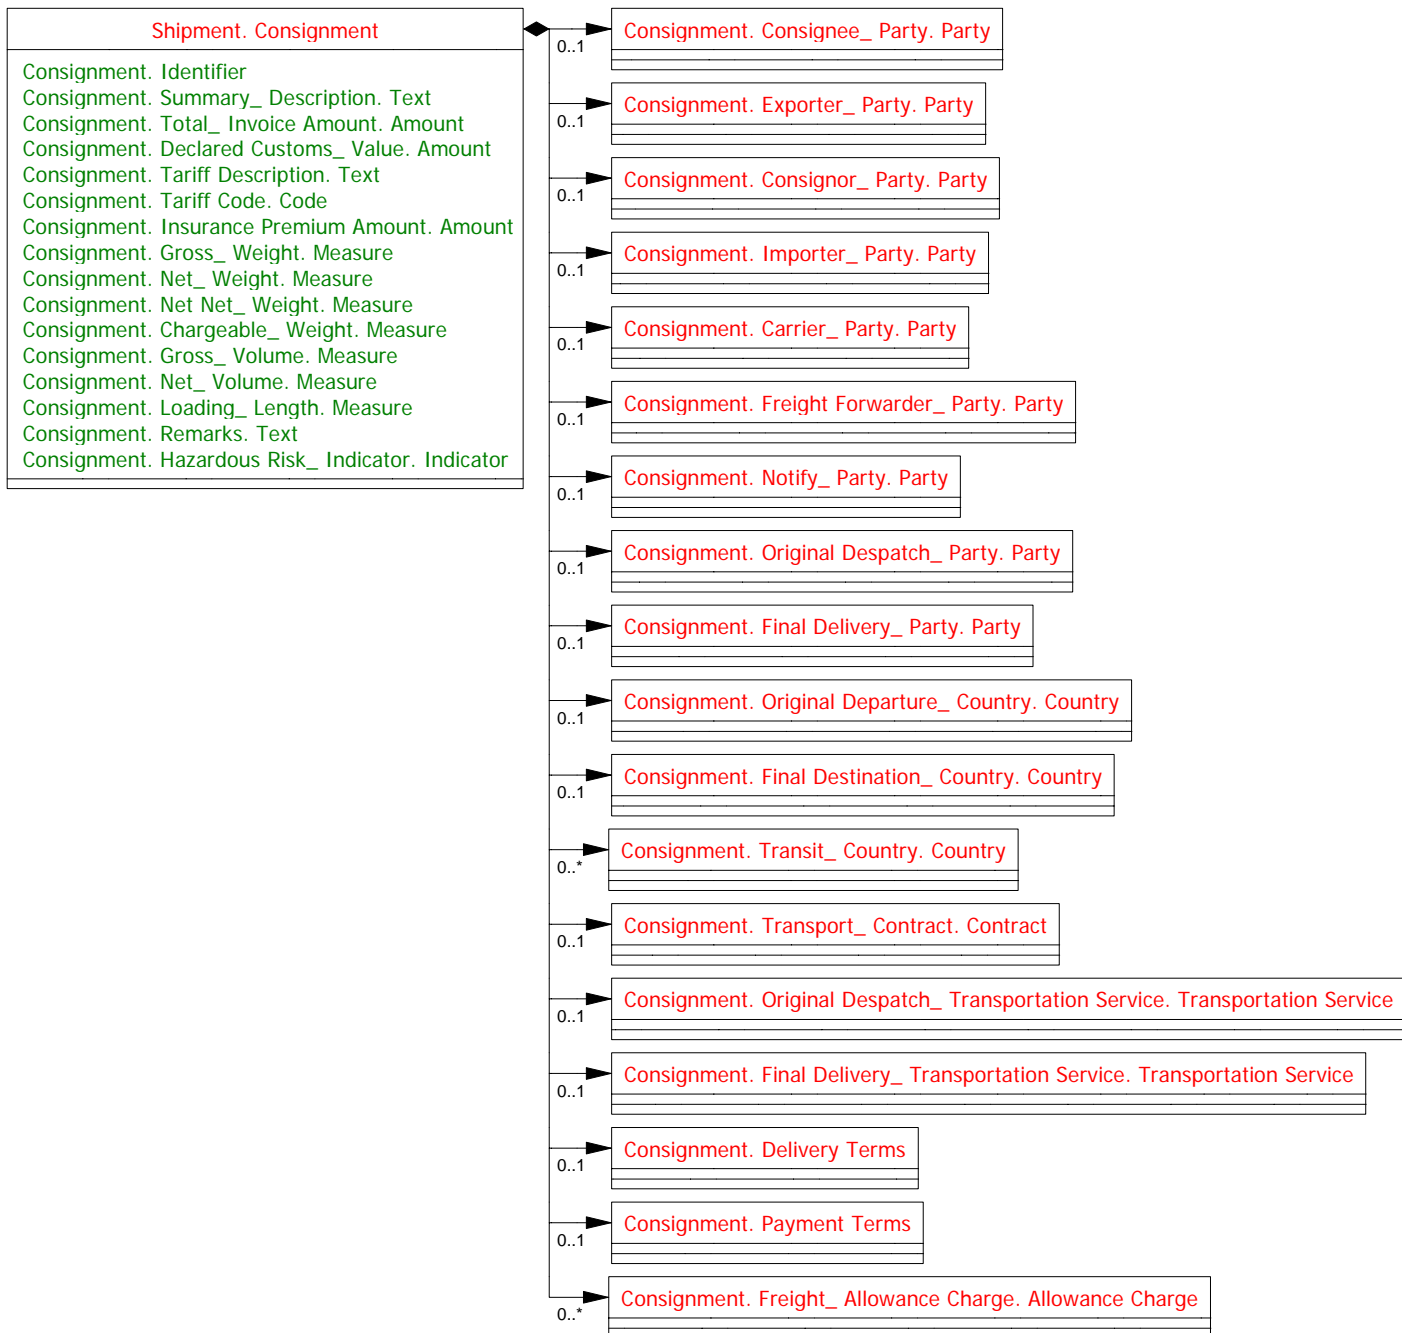 Shipment. Consignment
Consignment. Identifier
Consignment. Summary_ Description. Text
Consignment. Total_ Invoice Amount. Amount
Consignment. Declared Customs_ Value. Amount
Consignment. Tariff Description. Text
Consignment. Tariff Code. Code
Consignment. Insurance Premium Amount. Amount
Consignment. Gross_ Weight. Measure
Consignment. Net_ Weight. Measure
Consignment. Net Net_ Weight. Measure
Consignment. Chargeable_ Weight. Measure
Consignment. Gross_ Volume. Measure
Consignment. Net_ Volume. Measure
Consignment. Loading_ Length. Measure
Consignment. Remarks. Text
Consignment. Hazardous Risk_ Indicator. Indicator
Consignment. Consignee_ Party. Party
0..1
Consignment. Exporter_ Party. Party
0..1
Consignment. Consignor_ Party. Party
0..1
Consignment. Importer_ Party. Party
0..1
Consignment. Carrier_ Party. Party
0..1
Consignment. Freight Forwarder_ Party. Party
0..1
Consignment. Notify_ Party. Party
0..1
Consignment. Original Despatch_ Party. Party
0..1
Consignment. Final Delivery_ Party. Party
0..1
Consignment. Original Departure_ Country. Country
0..1
Consignment. Final Destination_ Country. Country
0..1
Consignment. Transit_ Country. Country
0..*
Consignment. Transport_ Contract. Contract
0..1
Consignment. Original Despatch_ Transportation Service. Transportation Service
0..1
Consignment. Final Delivery_ Transportation Service. Transportation Service
0..1
Consignment. Delivery Terms
0..1
Consignment. Payment Terms
0..1
Consignment. Freight_ Allowance Charge. Allowance Charge
0..*